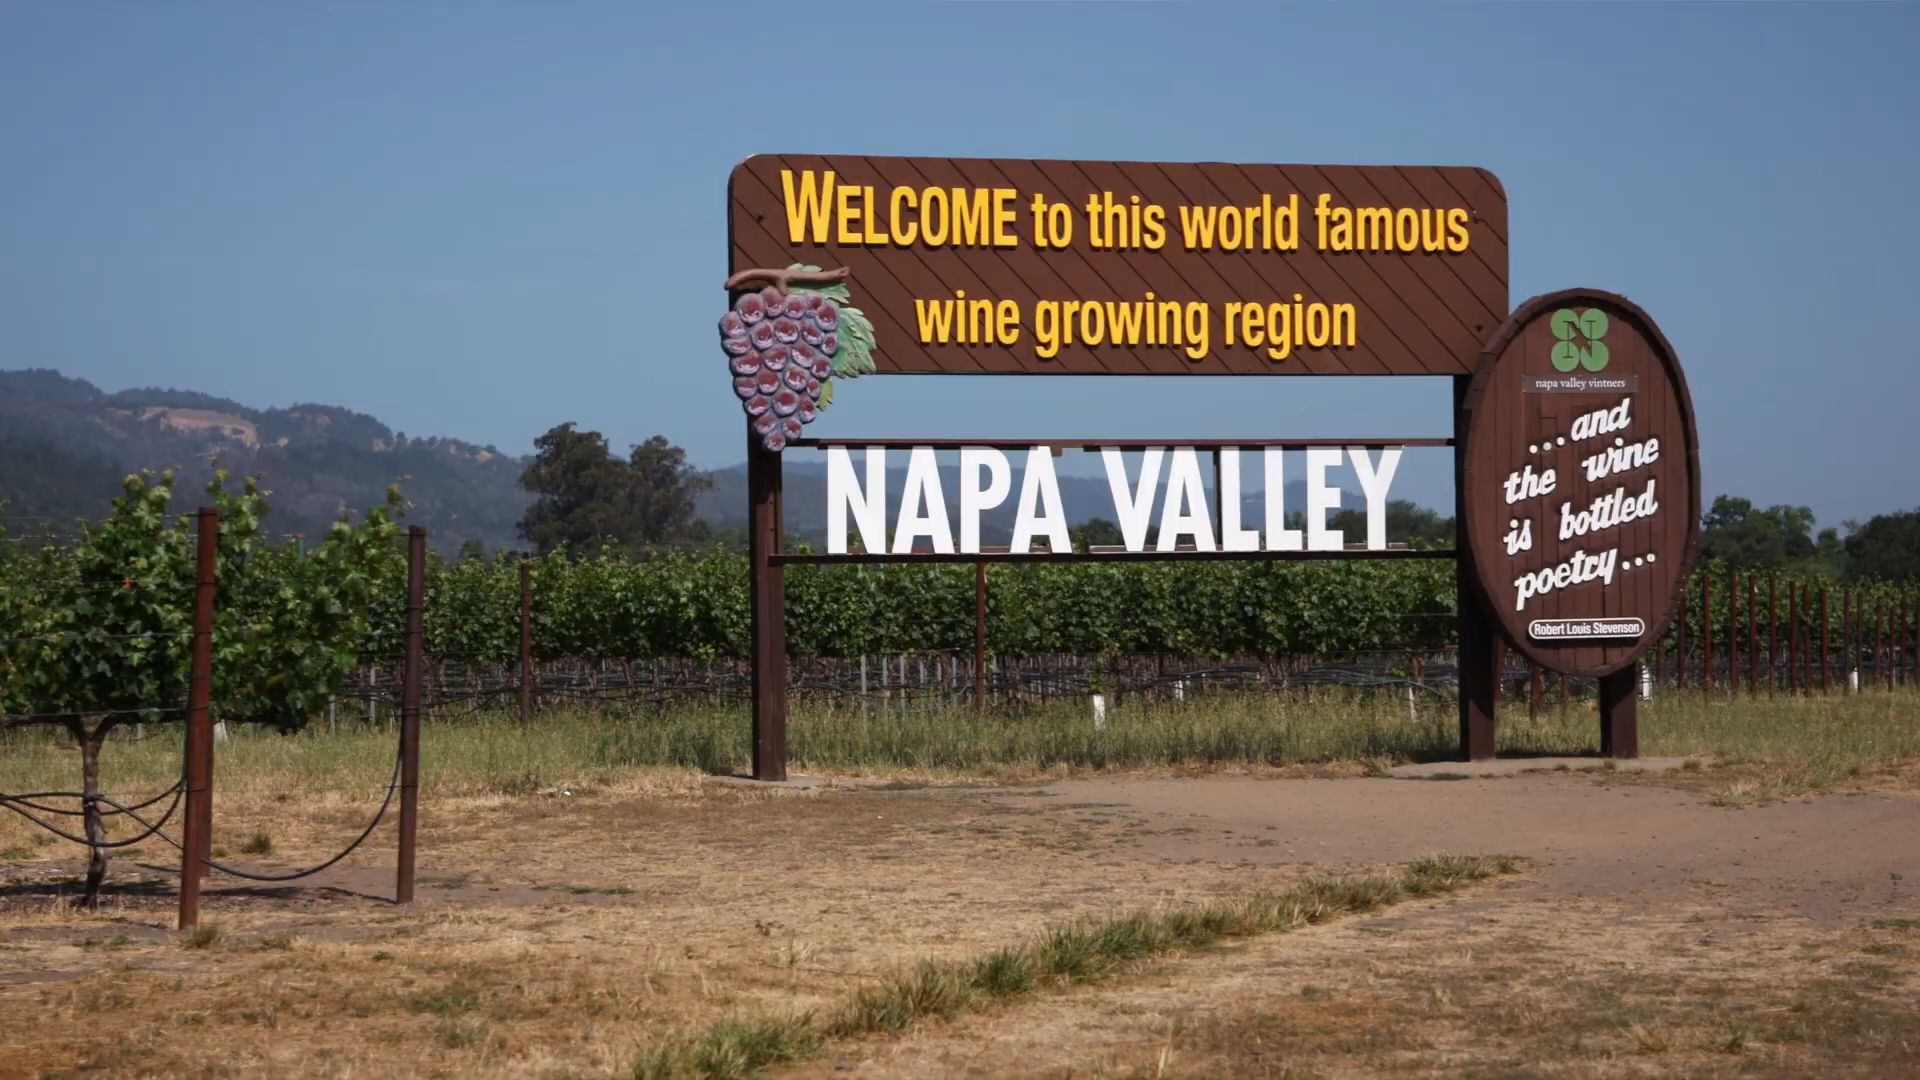 WELCOME to this world famous
wine growing region
NAPA VALLEY
N
napa valley vintners
...and
the wine
is bottled
poetry...
Robert Louis Stevenson